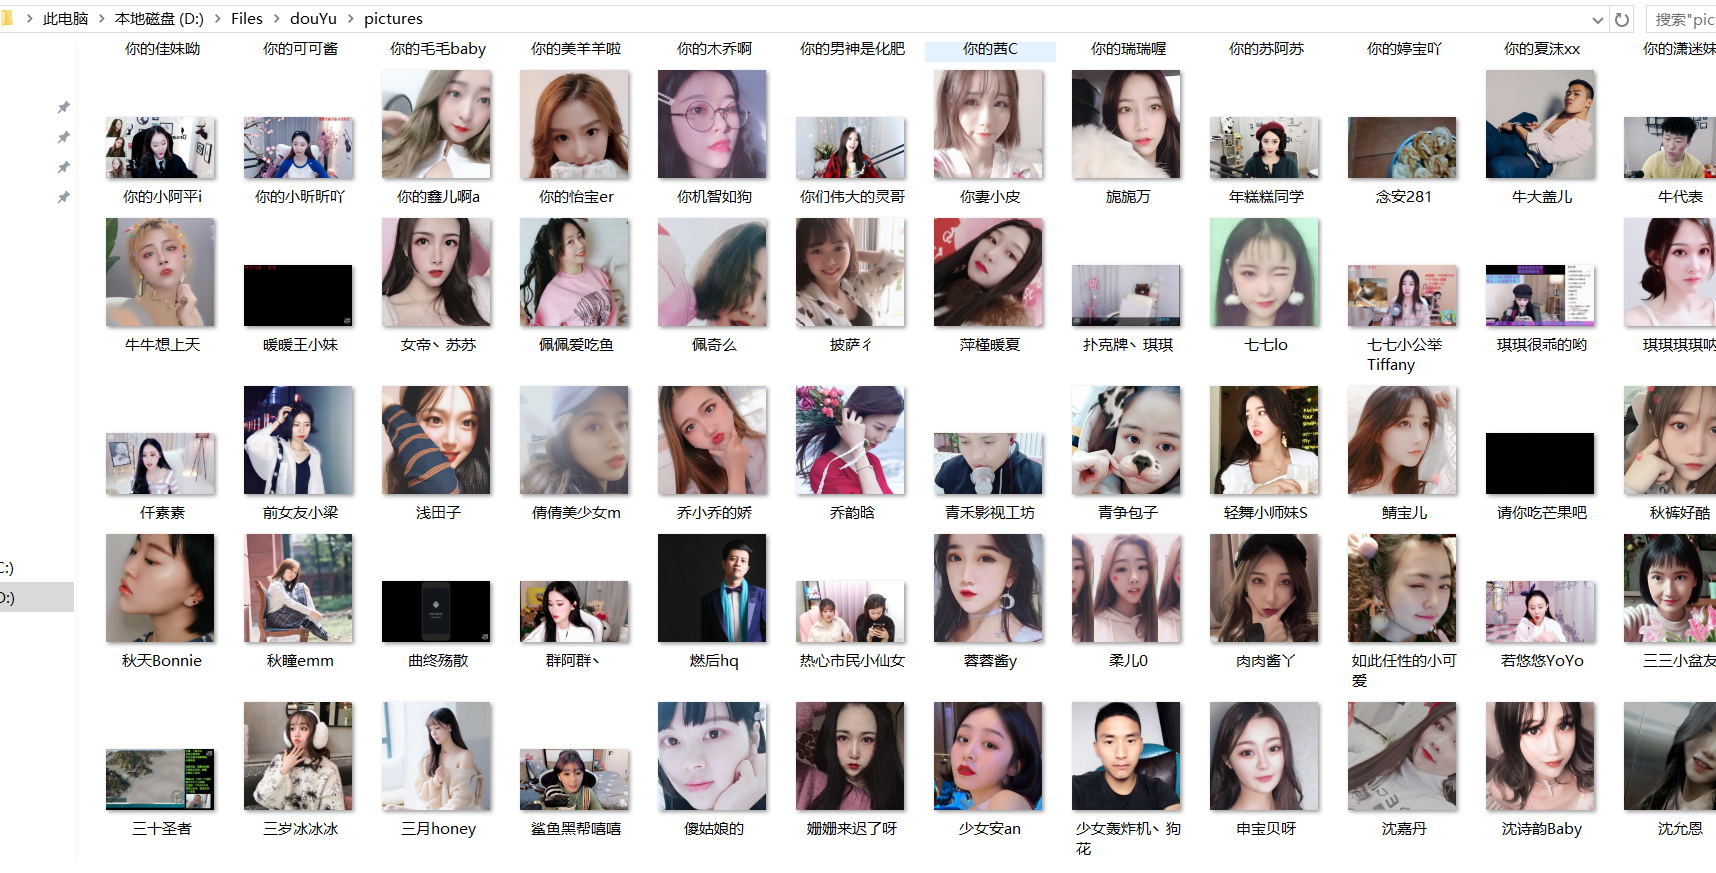 此电脑 > 本地磁盘 (D:) > Files > douYu > pictures
搜索"pic
你的佳妹呦 你的可可酱 你的毛毛baby 你的美羊羊啦 你的木乔啊 你的男神是化肥 你的茜C 你的瑞瑞喔 你的苏阿苏 你的婷宝吖 你的夏沫xx 你的潇迷妹
你的小阿平i 你的小昕昕吖 你的鑫儿啊a 你的怡宝er 你机智如狗 你们伟大的灵哥 你妻小皮 旎旎万 年糕糕同学 念安281 牛大盖儿 牛代表
牛牛想上天 暖暖王小妹 女帝丶苏苏 佩佩爱吃鱼 佩奇么 披萨彳 萍槿暖夏 扑克牌丶琪琪 七七lo 七七小公举 琪琪很乖的哟 琪琪琪琪呐
Tiffany
仟素素 前女友小梁 浅田子 倩倩美少女m 乔小乔的娇 乔韵晗 青禾影视工坊 青争包子 轻舞小师妹S 鲭宝儿 请你吃芒果吧 秋裤好酷
C:)
D:)
秋天Bonnie 秋瞳emm 曲终殇散 群阿群丶 燃后hq 热心市民小仙女 蓉蓉酱y 柔儿0 肉肉酱丫 如此任性的小可 若悠悠YoYo 三三小盆友
爱
三十圣者 三岁冰冰冰 三月honey 鲨鱼黑帮嘻嘻 傻姑娘的 姗姗来迟了呀 少女安an 少女轰炸机丶狗 申宝贝呀 沈嘉丹 沈诗韵Baby 沈允恩
花